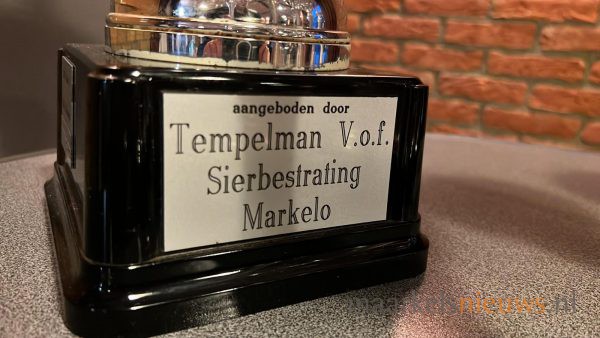 aangeboden door
Tempelman V.o.f.
Sierbestrating
Markelo